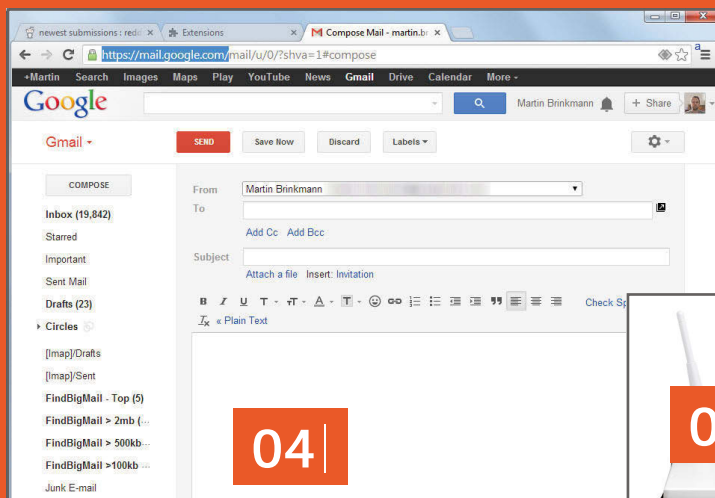 newest submissions : redd
Extensions
Compose Mail - martin.br
https://mail.google.com/mail/u/0/?shva=1#compose
a
+Martin Search Images Maps Play YouTube News Gmail Drive Calendar More
Google
Martin Brinkmann
+ Share
Gmail
SEND
Save Now
Discard
Labels
COMPOSE
From
Martin Brinkmann
Inbox (19,842)
To
Starred
Add Cc Add Bcc
Important
Subject
Sent Mail
Attach a file Insert: Invitation
Drafts (23)
B I U T тT A T
Check Sp
Circles
Tx « Plain Text
[Imap]/Drafts
[Imap]/Sent
FindBigMail - Top (5)
FindBigMail > 2mb (...
FindBigMail > 500kb...
FindBigMail >100kb ...
Junk E-mail
04
0